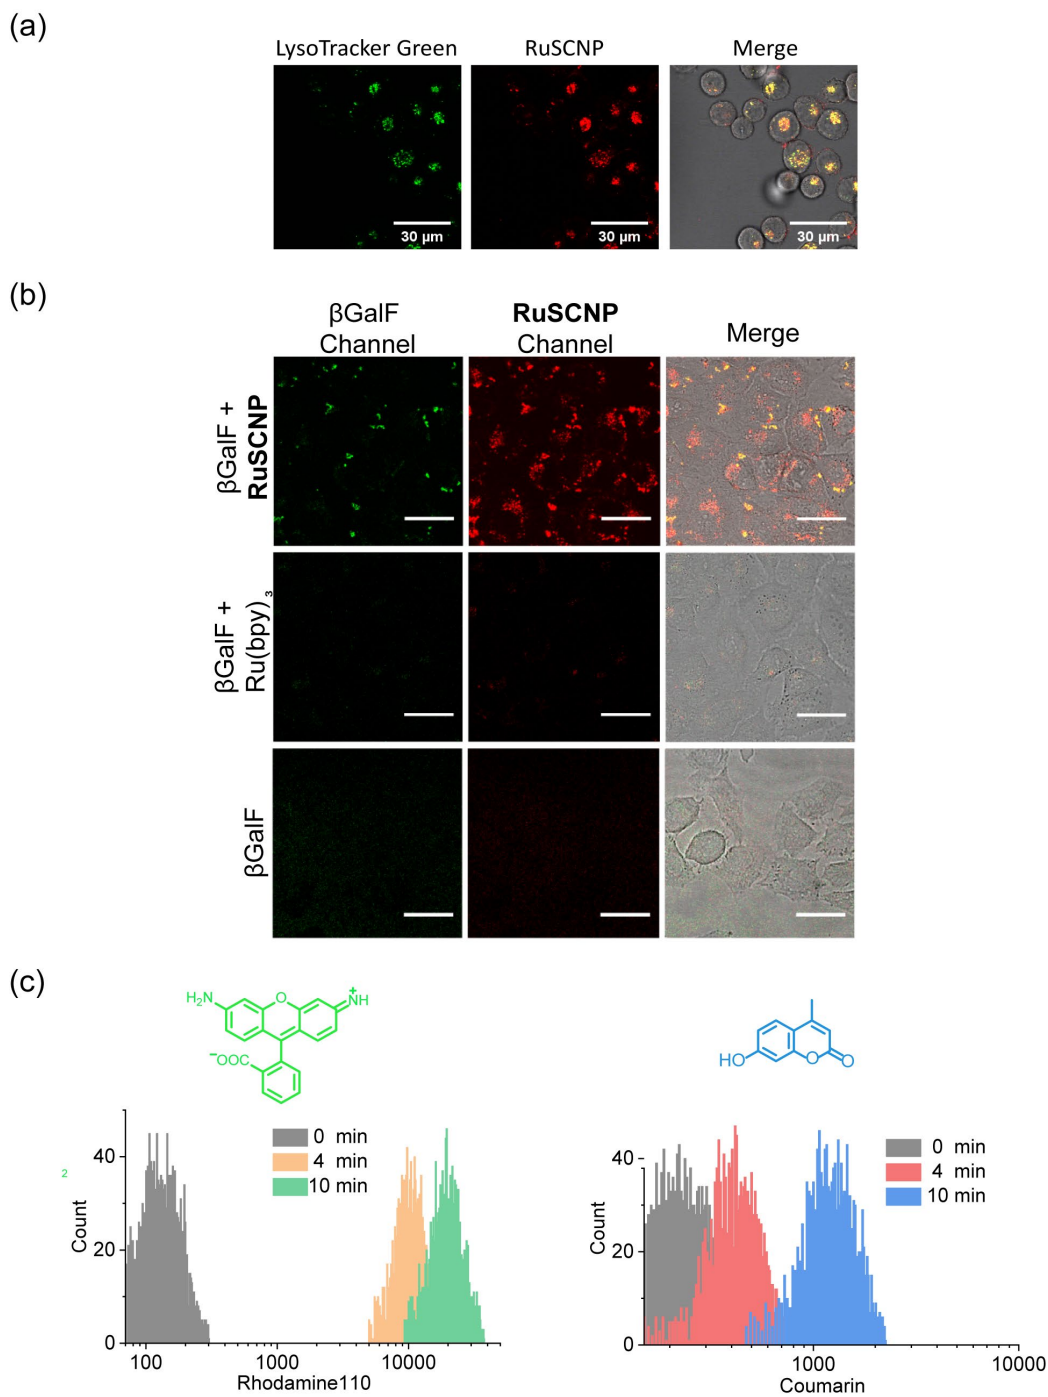 (a)
LysoTracker Green RuSCNP Merge
30 µm 30 µm 30 µm
(b)
βGalF
Channel
RuSCNP
Channel
Merge
βGalF +
RuSCNP
βGalF +
Ru(bpy)₃
βGalF
(c)
H₂N O NH
+
⁻OOC
HO O O
0 min
4 min
10 min
2
40
20
0
Count
100 1000 10000
Rhodamine110
0 min
4 min
10 min
40
20
0
Count
1000 10000
Coumarin